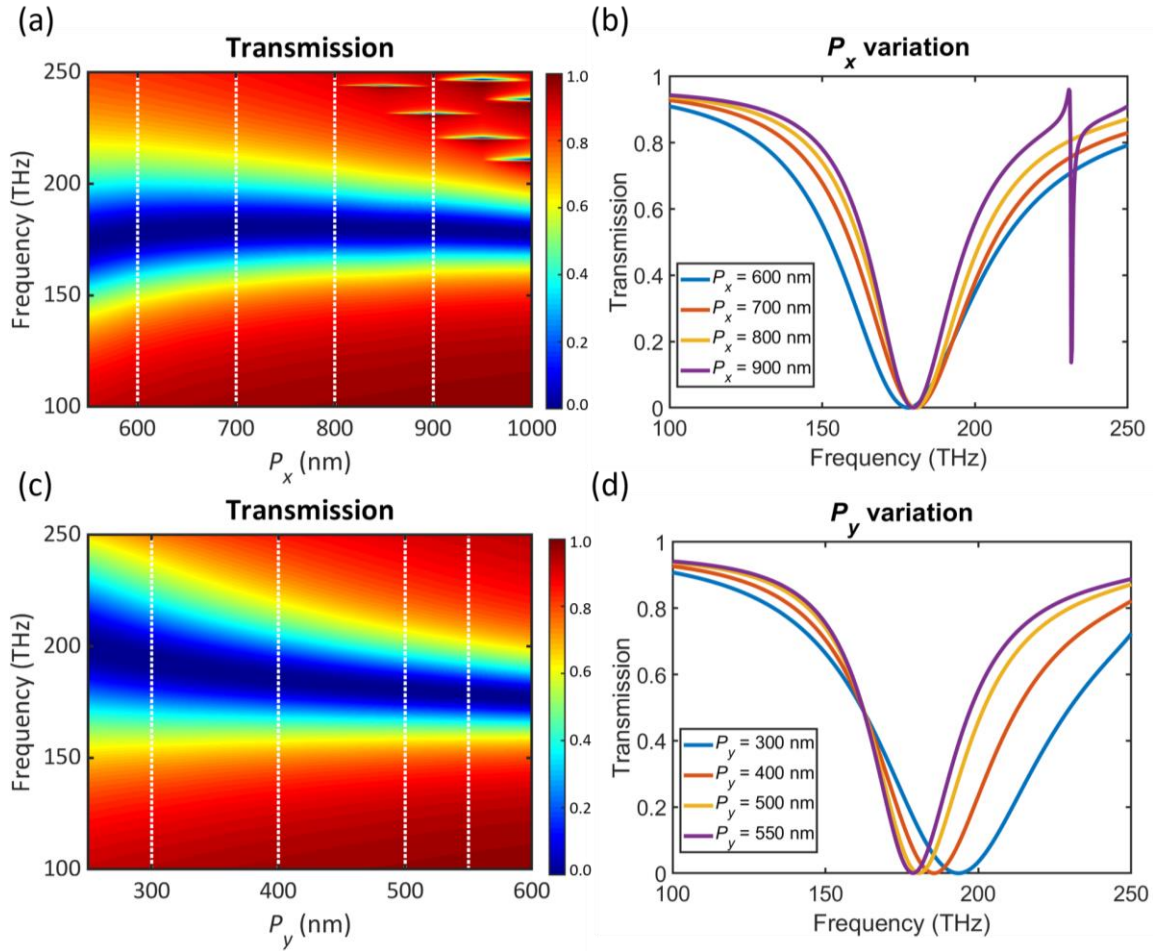 (a)
Transmission
Frequency (THz)
250
200
150
100
600
700
800
900
1000
P_x (nm)
1.0
0.8
0.6
0.4
0.2
0.0
(b)
P_x variation
Transmission
1
0.8
0.6
0.4
0.2
0
100
150
200
250
Frequency (THz)
P_x = 600 nm
P_x = 700 nm
P_x = 800 nm
P_x = 900 nm
(c)
Transmission
Frequency (THz)
250
200
150
100
300
400
500
600
P_y (nm)
1.0
0.8
0.6
0.4
0.2
0.0
(d)
P_y variation
Transmission
1
0.8
0.6
0.4
0.2
0
100
150
200
250
Frequency (THz)
P_y = 300 nm
P_y = 400 nm
P_y = 500 nm
P_y = 550 nm